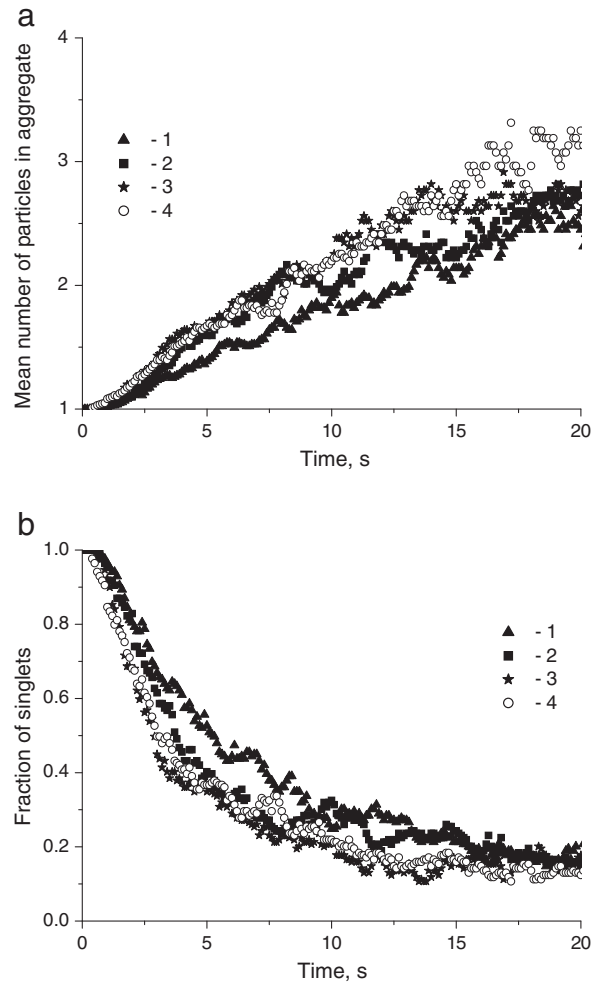 a
4
3
2
1
Mean number of particles in aggregate
- 1
- 2
- 3
- 4
0 5 10 15 20
Time, s
b
1.0
0.8
0.6
0.4
0.2
0.0
Fraction of singlets
- 1
- 2
- 3
- 4
0 5 10 15 20
Time, s